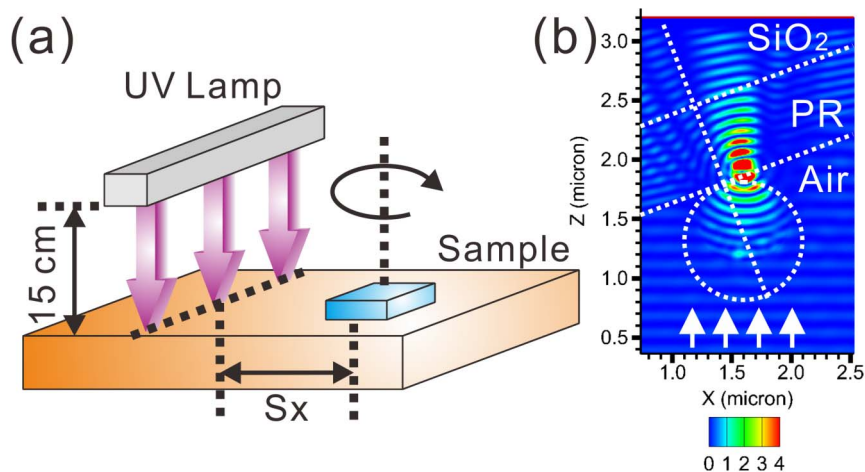 (a)
UV Lamp
15 cm
Sample
Sx
(b)
SiO₂
PR
Air
Z (micron)
3.0
2.5
2.0
1.5
1.0
0.5
1.0 1.5 2.0 2.5
X (micron)
0 1 2 3 4